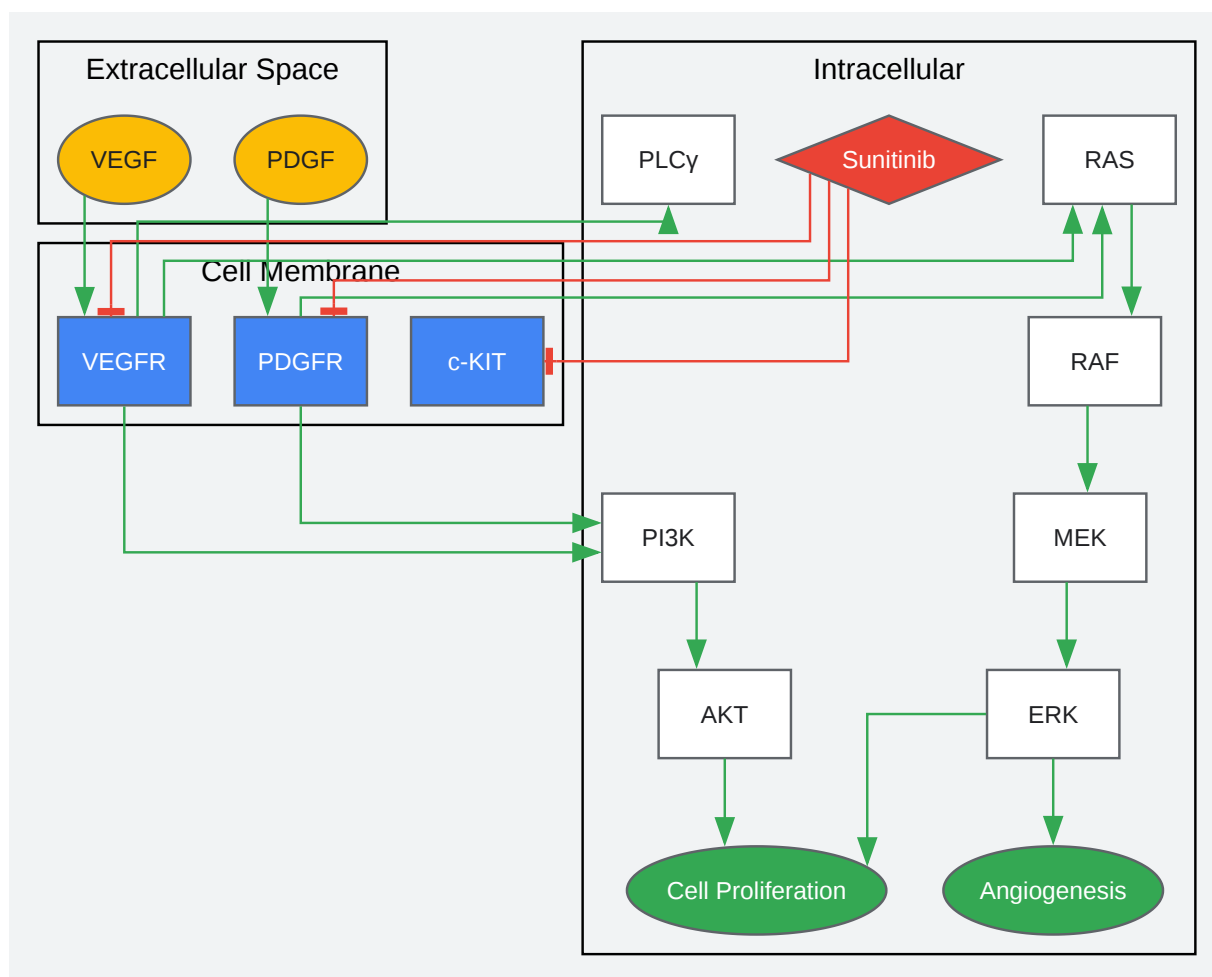 Extracellular Space
Intracellular
VEGF
PDGF
PLCγ
Sunitinib
RAS
Cell Membrane
VEGFR
PDGFR
c-KIT
RAF
PI3K
MEK
AKT
ERK
Cell Proliferation
Angiogenesis